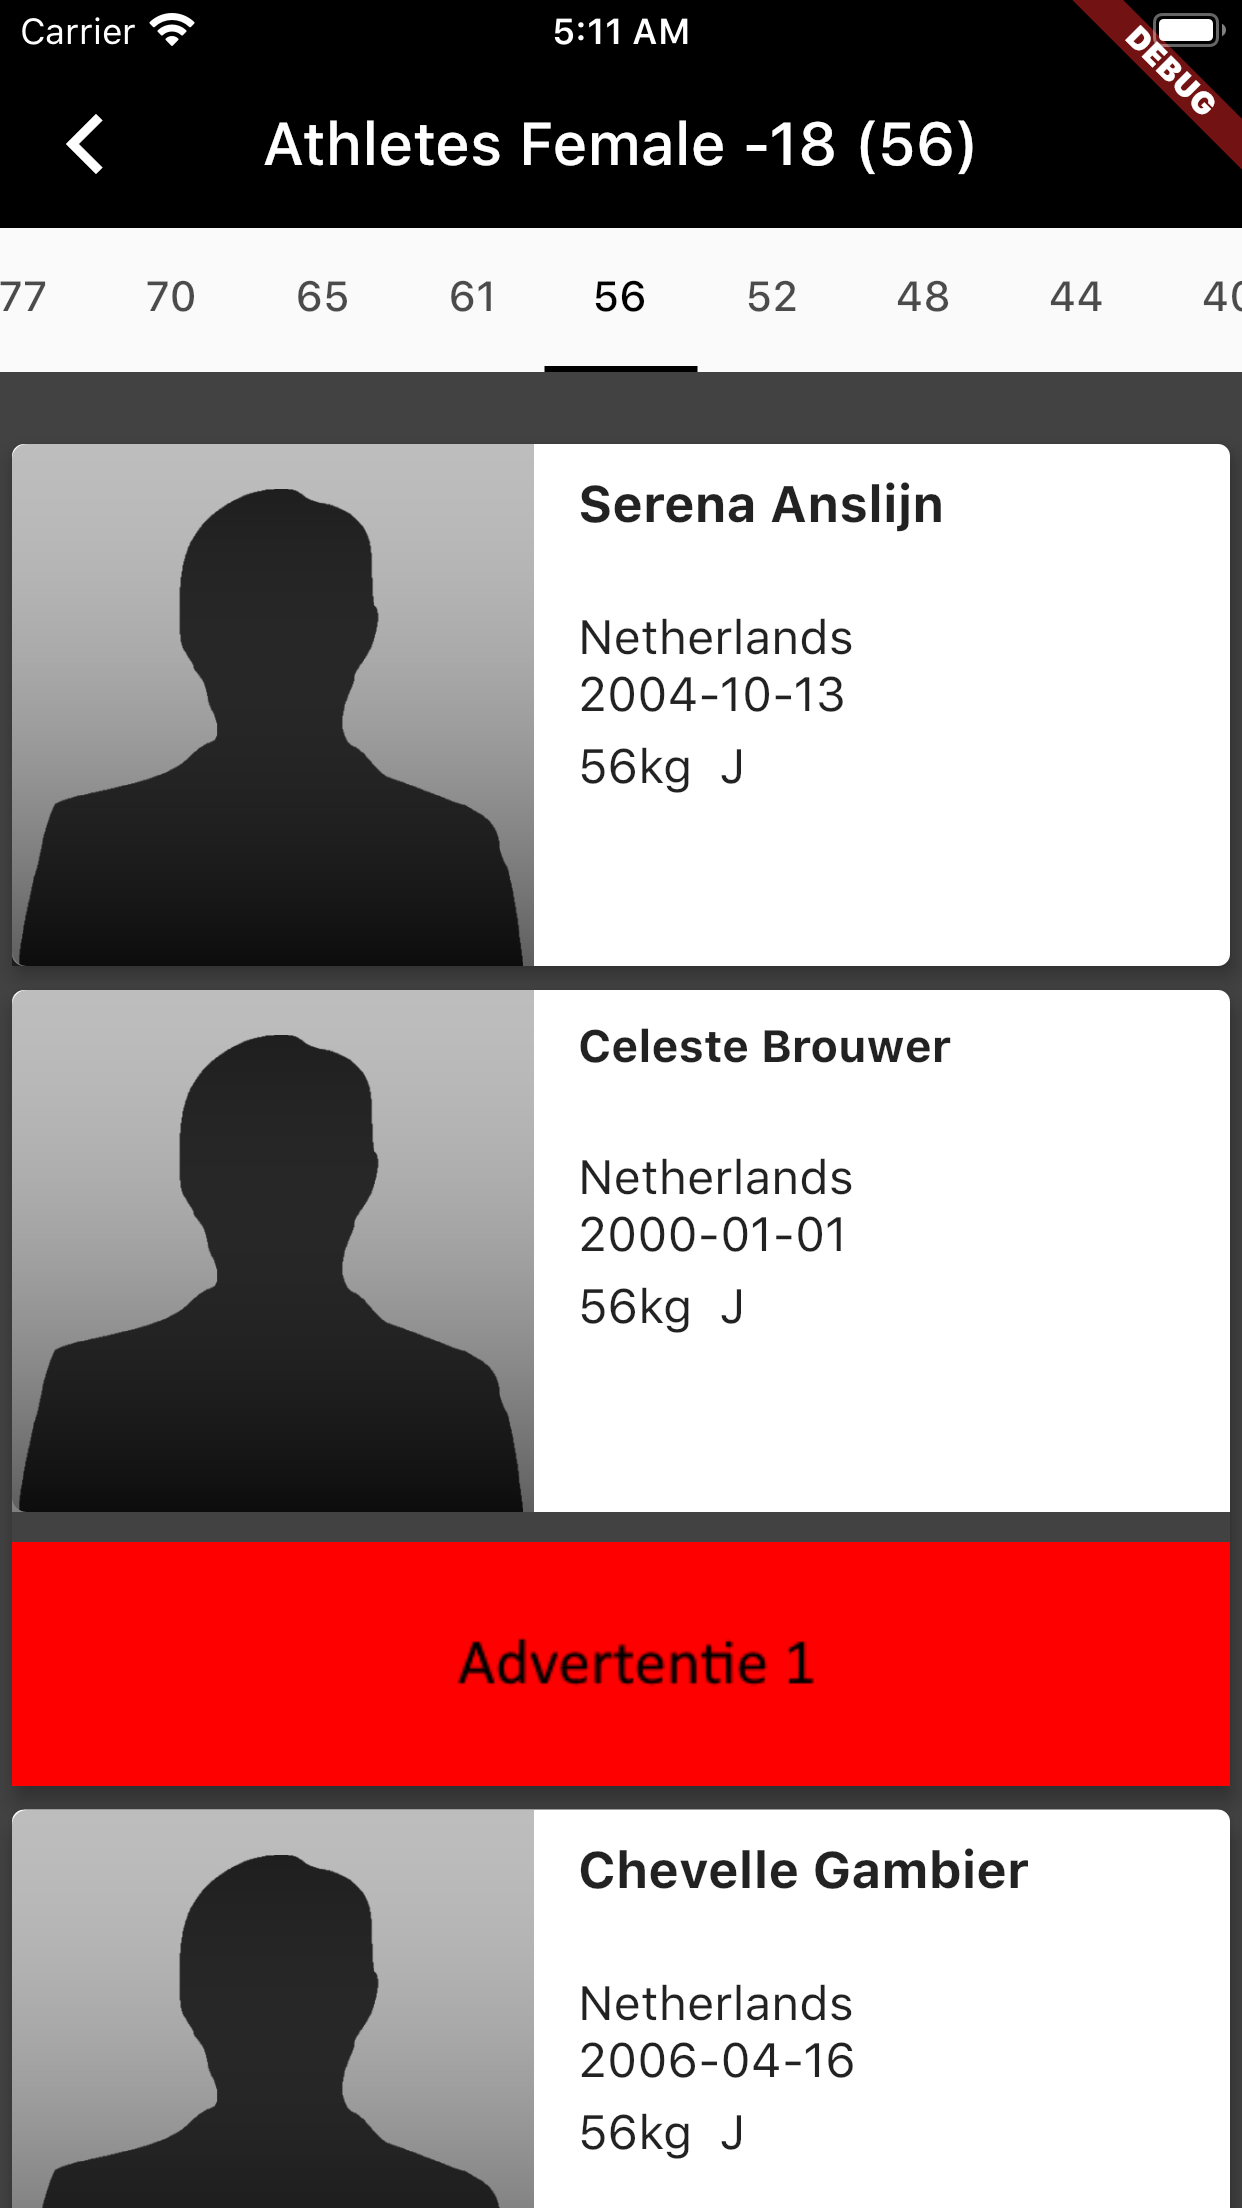 Carrier 5:11 AM
DEBUG
Athletes Female -18 (56)
77 70 65 61 56 52 48 44 40
Serena Anslijn
Netherlands
2004-10-13
56kg J
Celeste Brouwer
Netherlands
2000-01-01
56kg J
Advertentie 1
Chevelle Gambier
Netherlands
2006-04-16
56kg J